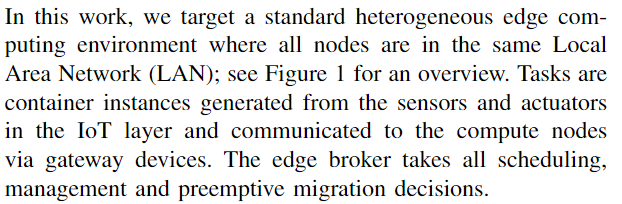 In this work, we target a standard heterogeneous edge com-
puting environment where all nodes are in the same Local
Area Network (LAN); see Figure 1 for an overview. Tasks are
container instances generated from the sensors and actuators
in the IoT layer and communicated to the compute nodes
via gateway devices. The edge broker takes all scheduling,
management and preemptive migration decisions.